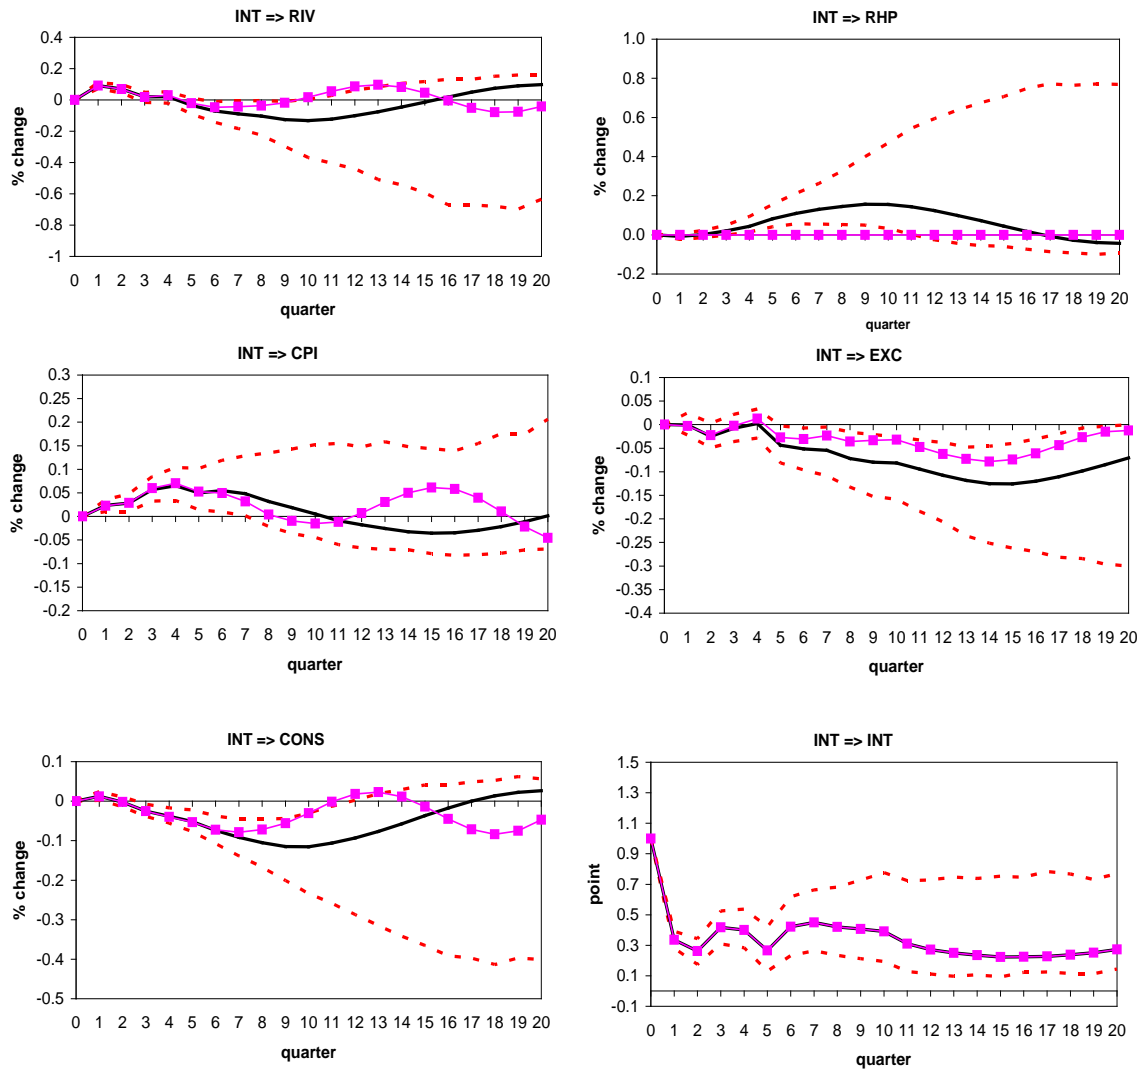 INT => RIV
% change
0.4
0.2
0
-0.2
-0.4
-0.6
-0.8
-1
0 1 2 3 4 5 6 7 8 9 10 11 12 13 14 15 16 17 18 19 20
quarter
INT => RHP
% change
1.0
0.8
0.6
0.4
0.2
0.0
-0.2
0 1 2 3 4 5 6 7 8 9 10 11 12 13 14 15 16 17 18 19 20
quarter
INT => CPI
% change
0.3
0.25
0.2
0.15
0.1
0.05
0
-0.05
-0.1
-0.15
-0.2
0 1 2 3 4 5 6 7 8 9 10 11 12 13 14 15 16 17 18 19 20
quarter
INT => EXC
% change
0.1
0.05
0
-0.05
-0.1
-0.15
-0.2
-0.25
-0.3
-0.35
-0.4
0 1 2 3 4 5 6 7 8 9 10 11 12 13 14 15 16 17 18 19 20
quarter
INT => CONS
% change
0.1
0
-0.1
-0.2
-0.3
-0.4
-0.5
0 1 2 3 4 5 6 7 8 9 10 11 12 13 14 15 16 17 18 19 20
quarter
INT => INT
point
1.5
1.3
1.1
0.9
0.7
0.5
0.3
0.1
-0.1
0 1 2 3 4 5 6 7 8 9 10 11 12 13 14 15 16 17 18 19 20
quarter